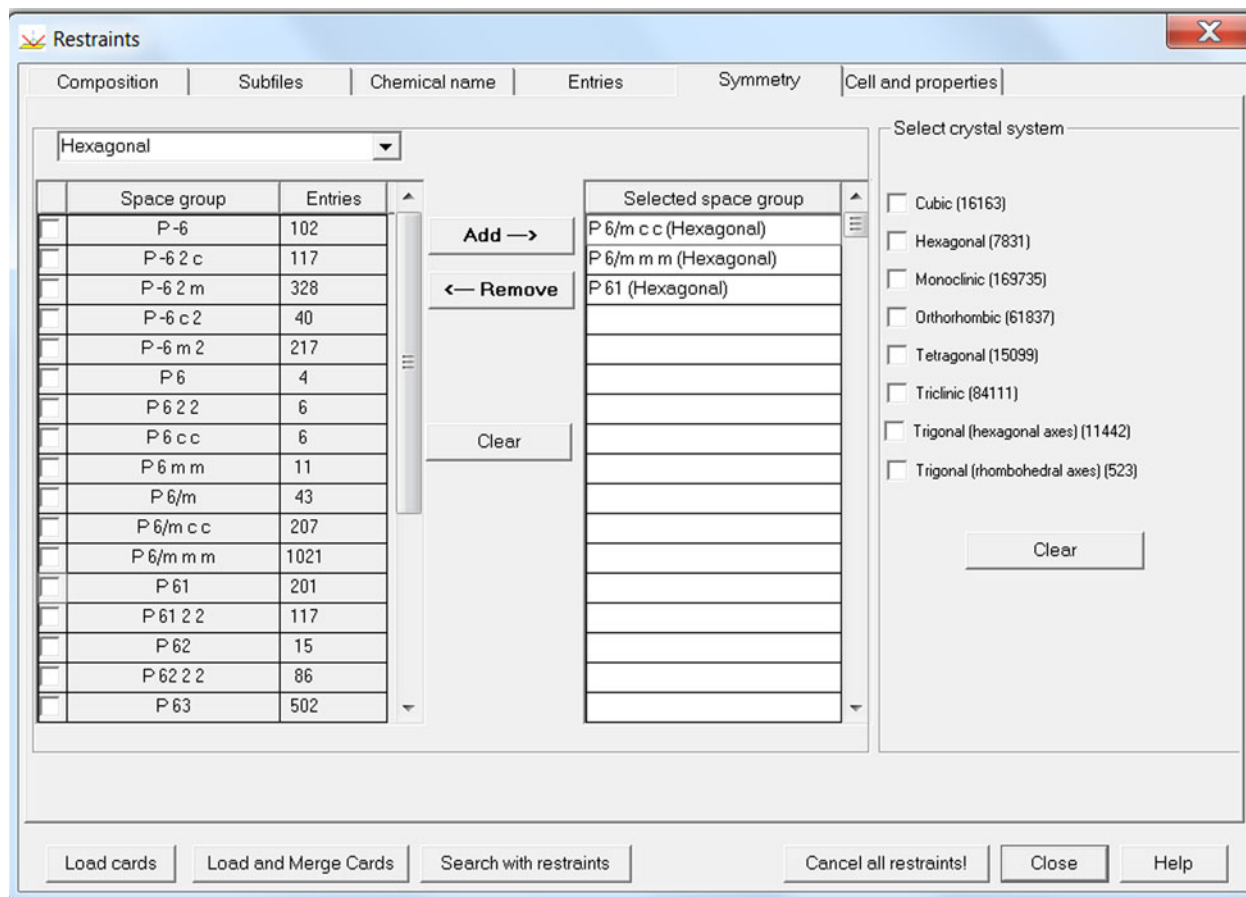 Restraints
Composition Subfiles Chemical name Entries Symmetry Cell and properties
Hexagonal
Select crystal system
Space group Entries
P -6 102
P -6 2 c 117
P -6 2 m 328
P -6 c 2 40
P -6 m 2 217
P 6 4
P 6 2 2 6
P 6 c c 6
P 6 m m 11
P 6/m 43
P 6/m c c 207
P 6/m m m 1021
P 61 201
P 61 2 2 117
P 62 15
P 62 2 2 86
P 63 502
Add —>
<— Remove
Clear
Selected space group
P 6/m c c (Hexagonal)
P 6/m m m (Hexagonal)
P 61 (Hexagonal)
Cubic (16163)
Hexagonal (7831)
Monoclinic (169735)
Orthorhombic (61837)
Tetragonal (15099)
Triclinic (84111)
Trigonal (hexagonal axes) (11442)
Trigonal (rhombohedral axes) (523)
Clear
Load cards Load and Merge Cards Search with restraints Cancel all restraints! Close Help